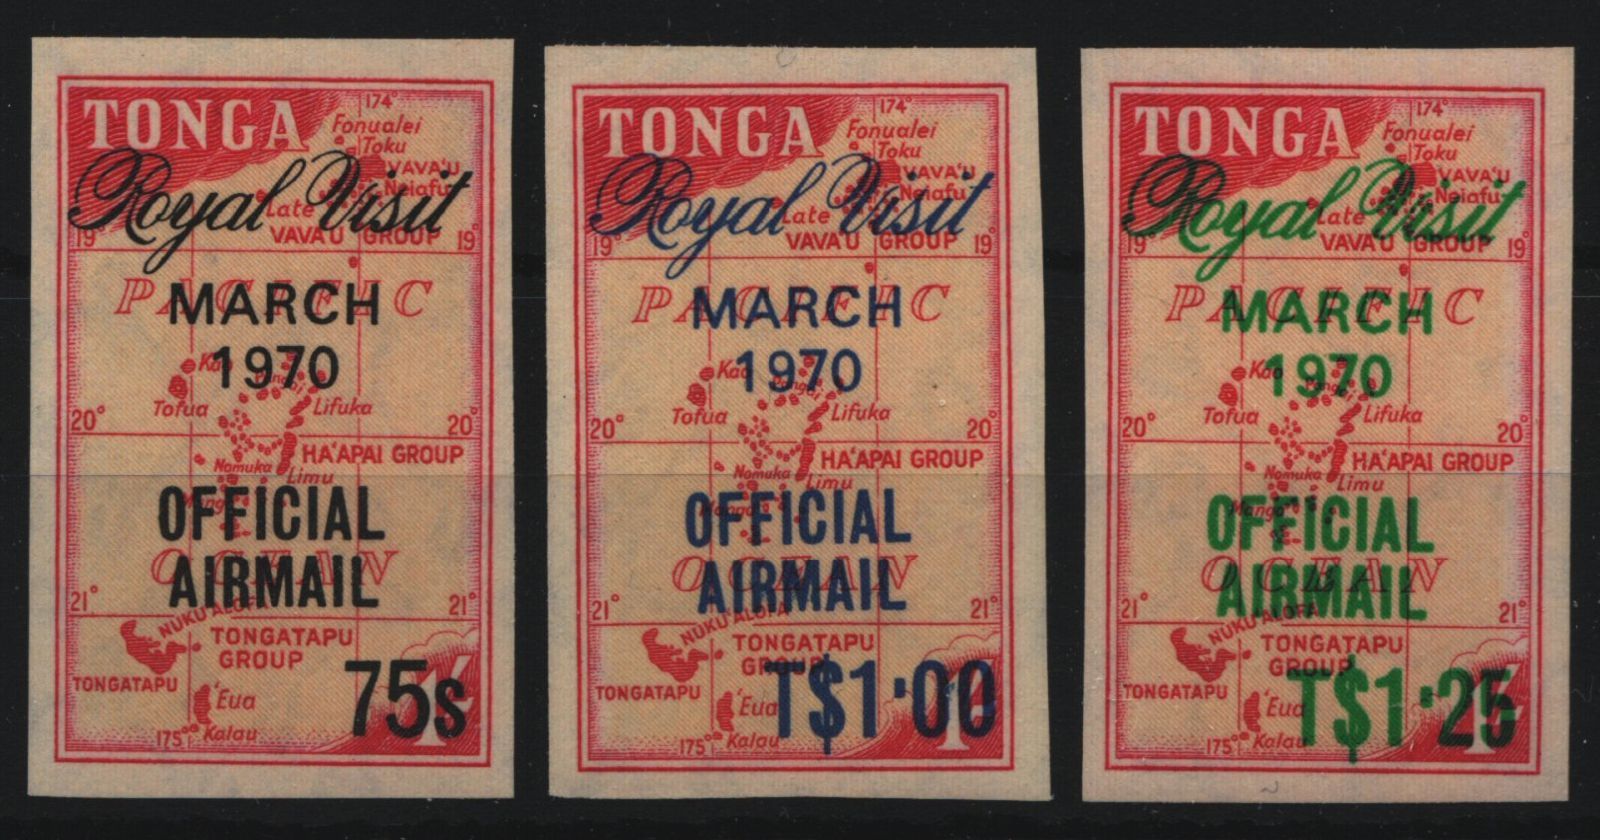 TONGA
174°
Fonualei
Toku
VAVA'U
Neiafu
Royal Visit
Late
19° VAVA'U GROUP 19°
PACIFIC
MARCH
1970
Kao
Tofua
Lifuka
20° 20°
HA'APAI GROUP
Nomuka
Limu
OFFICIAL
OCEAN
AIRMAIL
21° NUKU'ALOFA 21°
TONGATAPU
GROUP
TONGATAPU
'Eua
75s
175° Kalau
TONGA
174°
Fonualei
Toku
VAVA'U
Neiafu
Royal Visit
Late
19° VAVA'U GROUP 19°
PACIFIC
MARCH
1970
Kao
Tofua
Lifuka
20° 20°
HA'APAI GROUP
Nomuka
Limu
OFFICIAL
OCEAN
AIRMAIL
21° NUKU'ALOFA 21°
TONGATAPU
GROUP
TONGATAPU
'Eua
T$1·00
175° Kalau
TONGA
174°
Fonualei
Toku
VAVA'U
Neiafu
Royal Visit
Late
19° VAVA'U GROUP 19°
PACIFIC
MARCH
1970
Kao
Tofua
Lifuka
20° 20°
HA'APAI GROUP
Nomuka
Limu
OFFICIAL
OCEAN
AIRMAIL
21° NUKU'ALOFA 21°
TONGATAPU
GROUP
TONGATAPU
'Eua
T$1·25
175° Kalau